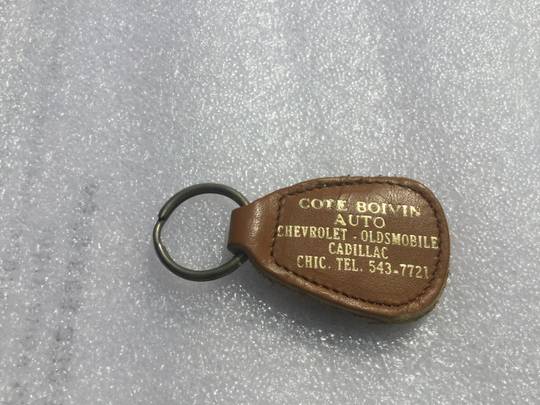 COTE BOIVIN
AUTO
CHEVROLET - OLDSMOBILE
CADILLAC
CHIC. TEL. 543-7721